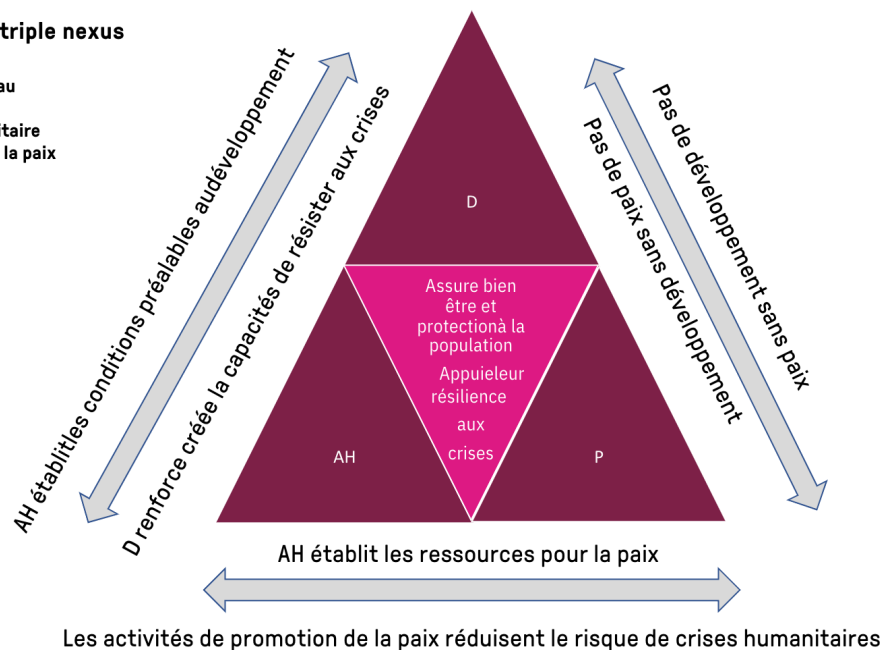 triple nexus
au
itaire
la paix
AH établitles conditions préalables audéveloppement
D renforce créée la capacités de résister aux crises
Pas de développement sans paix
Pas de paix sans développement
D
Assure bien
être et
protectionà la
population
Appuieleur
résilience
aux
crises
AH
P
AH établit les ressources pour la paix
Les activités de promotion de la paix réduisent le risque de crises humanitaires